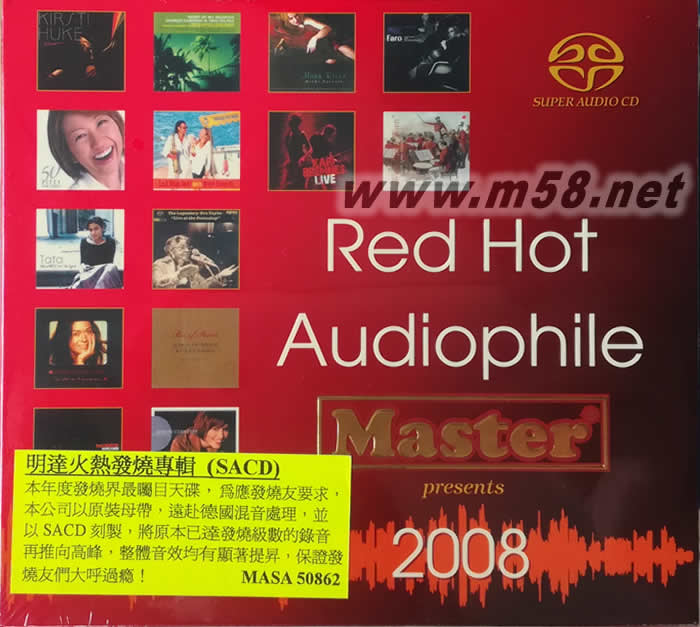 KIRSTI
HUKE
faro
SUPER AUDIO CD
LIVE
Tata
www.m58.net
Red Hot
Audiophile
Master
presents
2008
明達火熱發燒專輯 (SACD)
本年度發燒界最矚目天碟，為應發燒友要求，
本公司以原裝母帶，遠赴德國混音處理，並
以 SACD 刻製，將原本已達發燒級數的錄音
再推向高峰，整體音效均有顯著提昇，保證發
燒友們大呼過癮！ MASA 50862